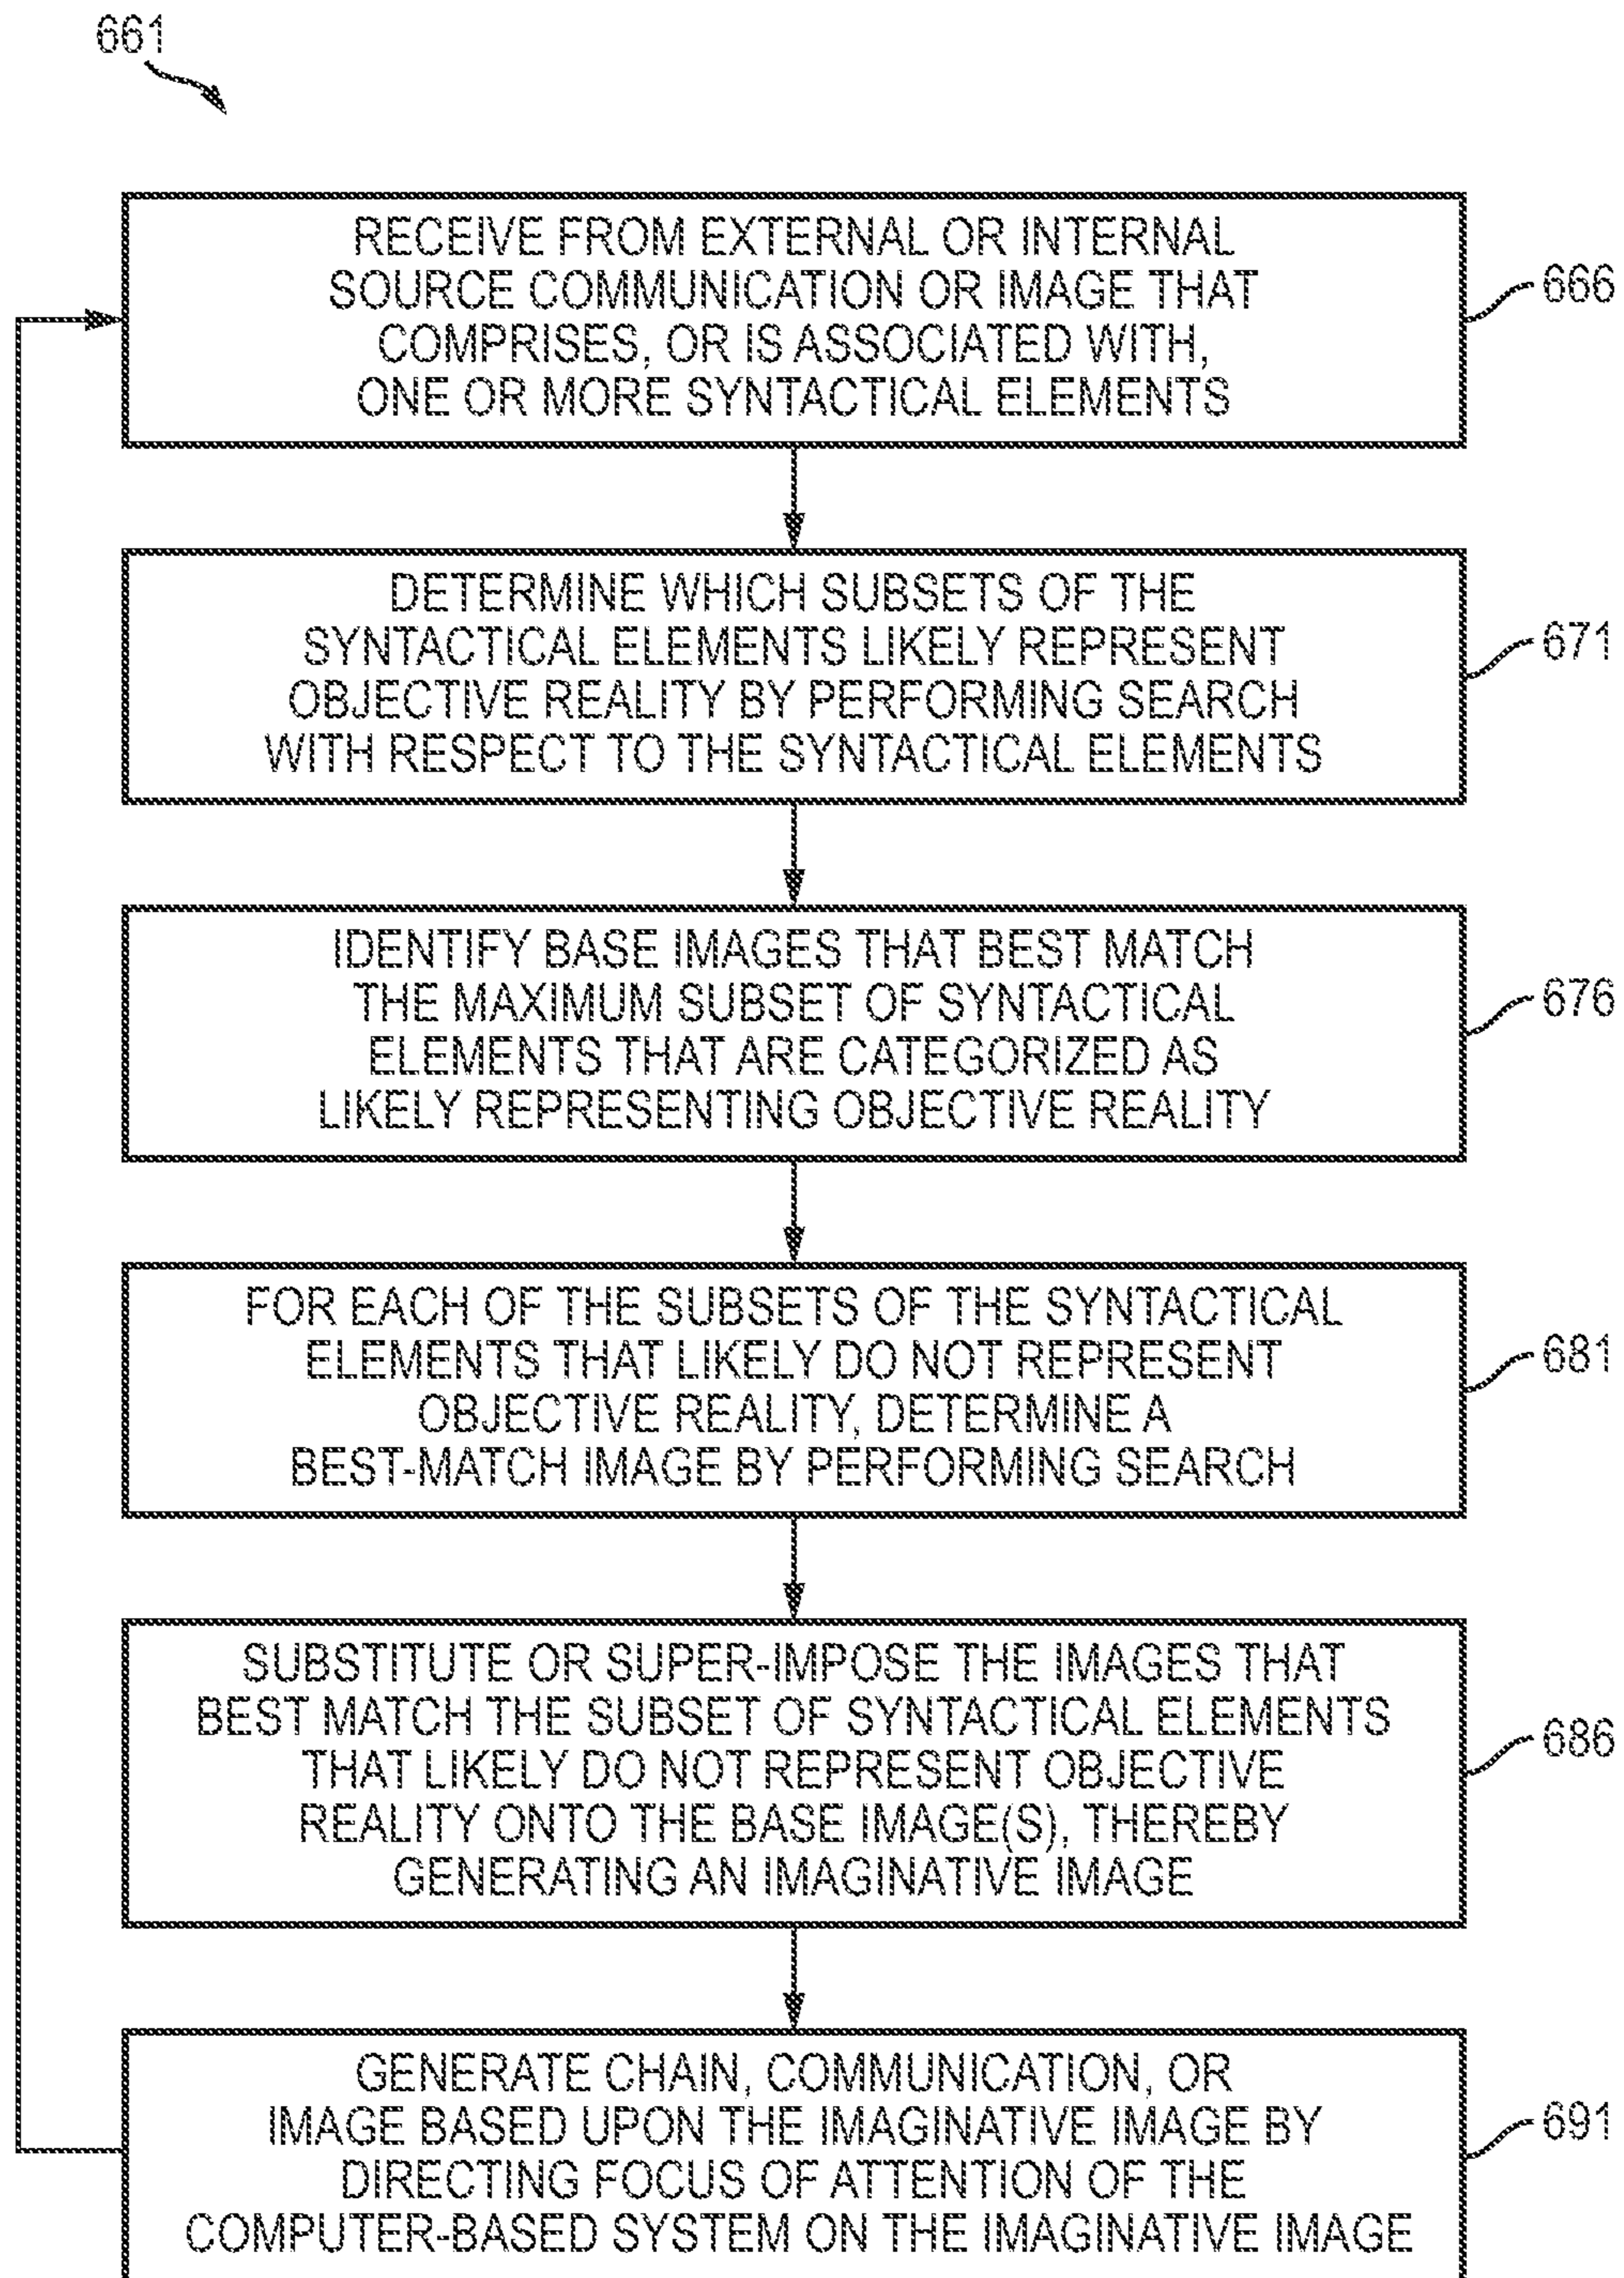 661
RECEIVE FROM EXTERNAL OR INTERNAL
SOURCE COMMUNICATION OR IMAGE THAT
COMPRISES, OR IS ASSOCIATED WITH,
ONE OR MORE SYNTACTICAL ELEMENTS
666
DETERMINE WHICH SUBSETS OF THE
SYNTACTICAL ELEMENTS LIKELY REPRESENT
OBJECTIVE REALITY BY PERFORMING SEARCH
WITH RESPECT TO THE SYNTACTICAL ELEMENTS
671
IDENTIFY BASE IMAGES THAT BEST MATCH
THE MAXIMUM SUBSET OF SYNTACTICAL
ELEMENTS THAT ARE CATEGORIZED AS
LIKELY REPRESENTING OBJECTIVE REALITY
676
FOR EACH OF THE SUBSETS OF THE SYNTACTICAL
ELEMENTS THAT LIKELY DO NOT REPRESENT
OBJECTIVE REALITY, DETERMINE A
BEST-MATCH IMAGE BY PERFORMING SEARCH
681
SUBSTITUTE OR SUPER-IMPOSE THE IMAGES THAT
BEST MATCH THE SUBSET OF SYNTACTICAL ELEMENTS
THAT LIKELY DO NOT REPRESENT OBJECTIVE
REALITY ONTO THE BASE IMAGE(S), THEREBY
GENERATING AN IMAGINATIVE IMAGE
686
GENERATE CHAIN, COMMUNICATION, OR
IMAGE BASED UPON THE IMAGINATIVE IMAGE BY
DIRECTING FOCUS OF ATTENTION OF THE
COMPUTER-BASED SYSTEM ON THE IMAGINATIVE IMAGE
691